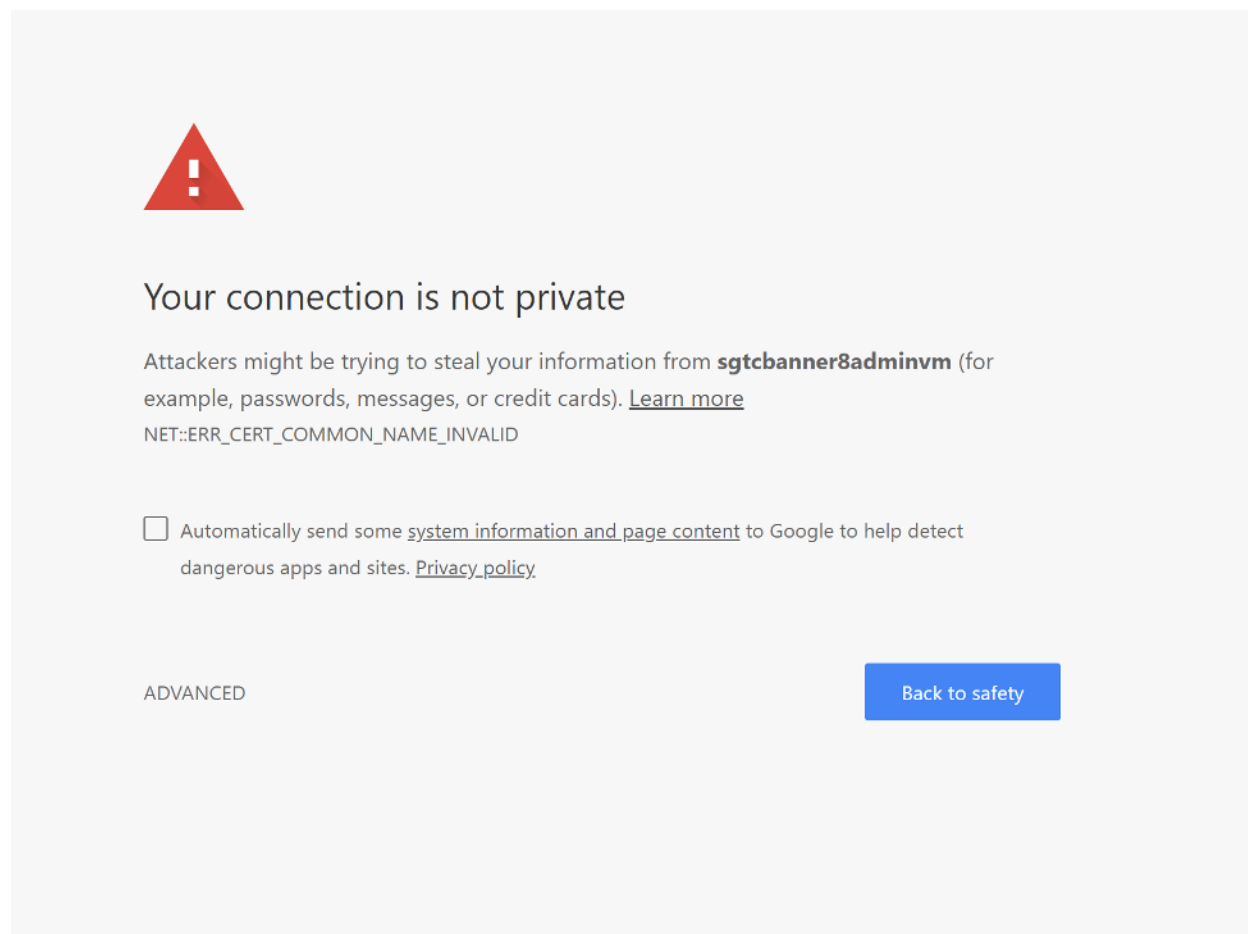 Your connection is not private
Attackers might be trying to steal your information from sgtcbanner8adminvm (for
example, passwords, messages, or credit cards). Learn more
NET::ERR_CERT_COMMON_NAME_INVALID
Automatically send some system information and page content to Google to help detect
dangerous apps and sites. Privacy policy
ADVANCED
Back to safety